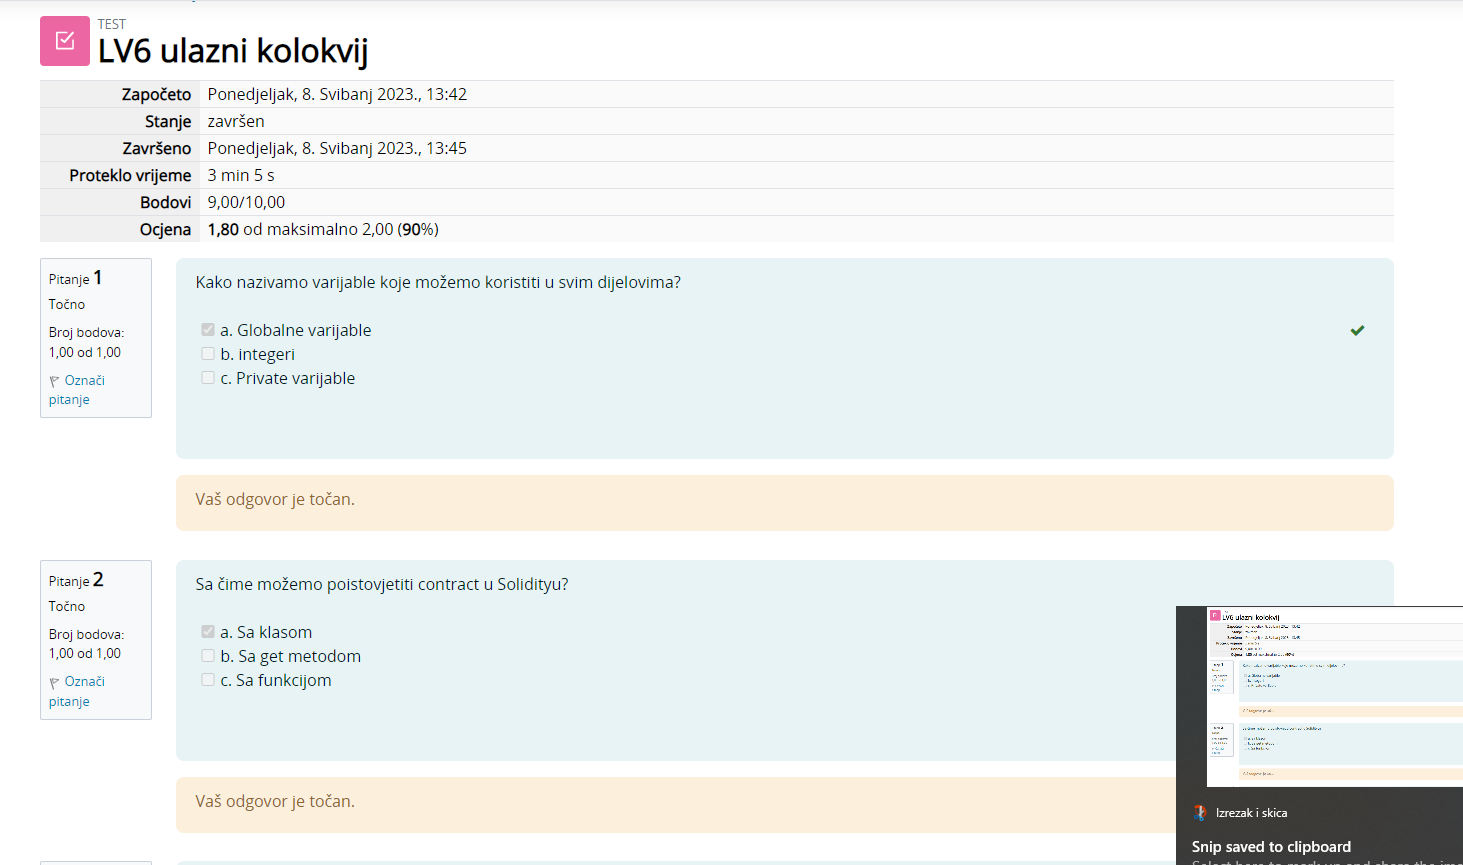 TEST
LV6 ulazni kolokvij
Započeto Ponedjeljak, 8. Svibanj 2023., 13:42
Stanje završen
Završeno Ponedjeljak, 8. Svibanj 2023., 13:45
Proteklo vrijeme 3 min 5 s
Bodovi 9,00/10,00
Ocjena 1,80 od maksimalno 2,00 (90%)
Pitanje 1
Točno
Broj bodova:
1,00 od 1,00
Označi
pitanje
Kako nazivamo varijable koje možemo koristiti u svim dijelovima?
a. Globalne varijable
b. integeri
c. Private varijable
Vaš odgovor je točan.
Pitanje 2
Točno
Broj bodova:
1,00 od 1,00
Označi
pitanje
Sa čime možemo poistovjetiti contract u Solidityu?
a. Sa klasom
b. Sa get metodom
c. Sa funkcijom
Vaš odgovor je točan.
LV6 ulazni kolokvij
Izrezak i skica
Snip saved to clipboard